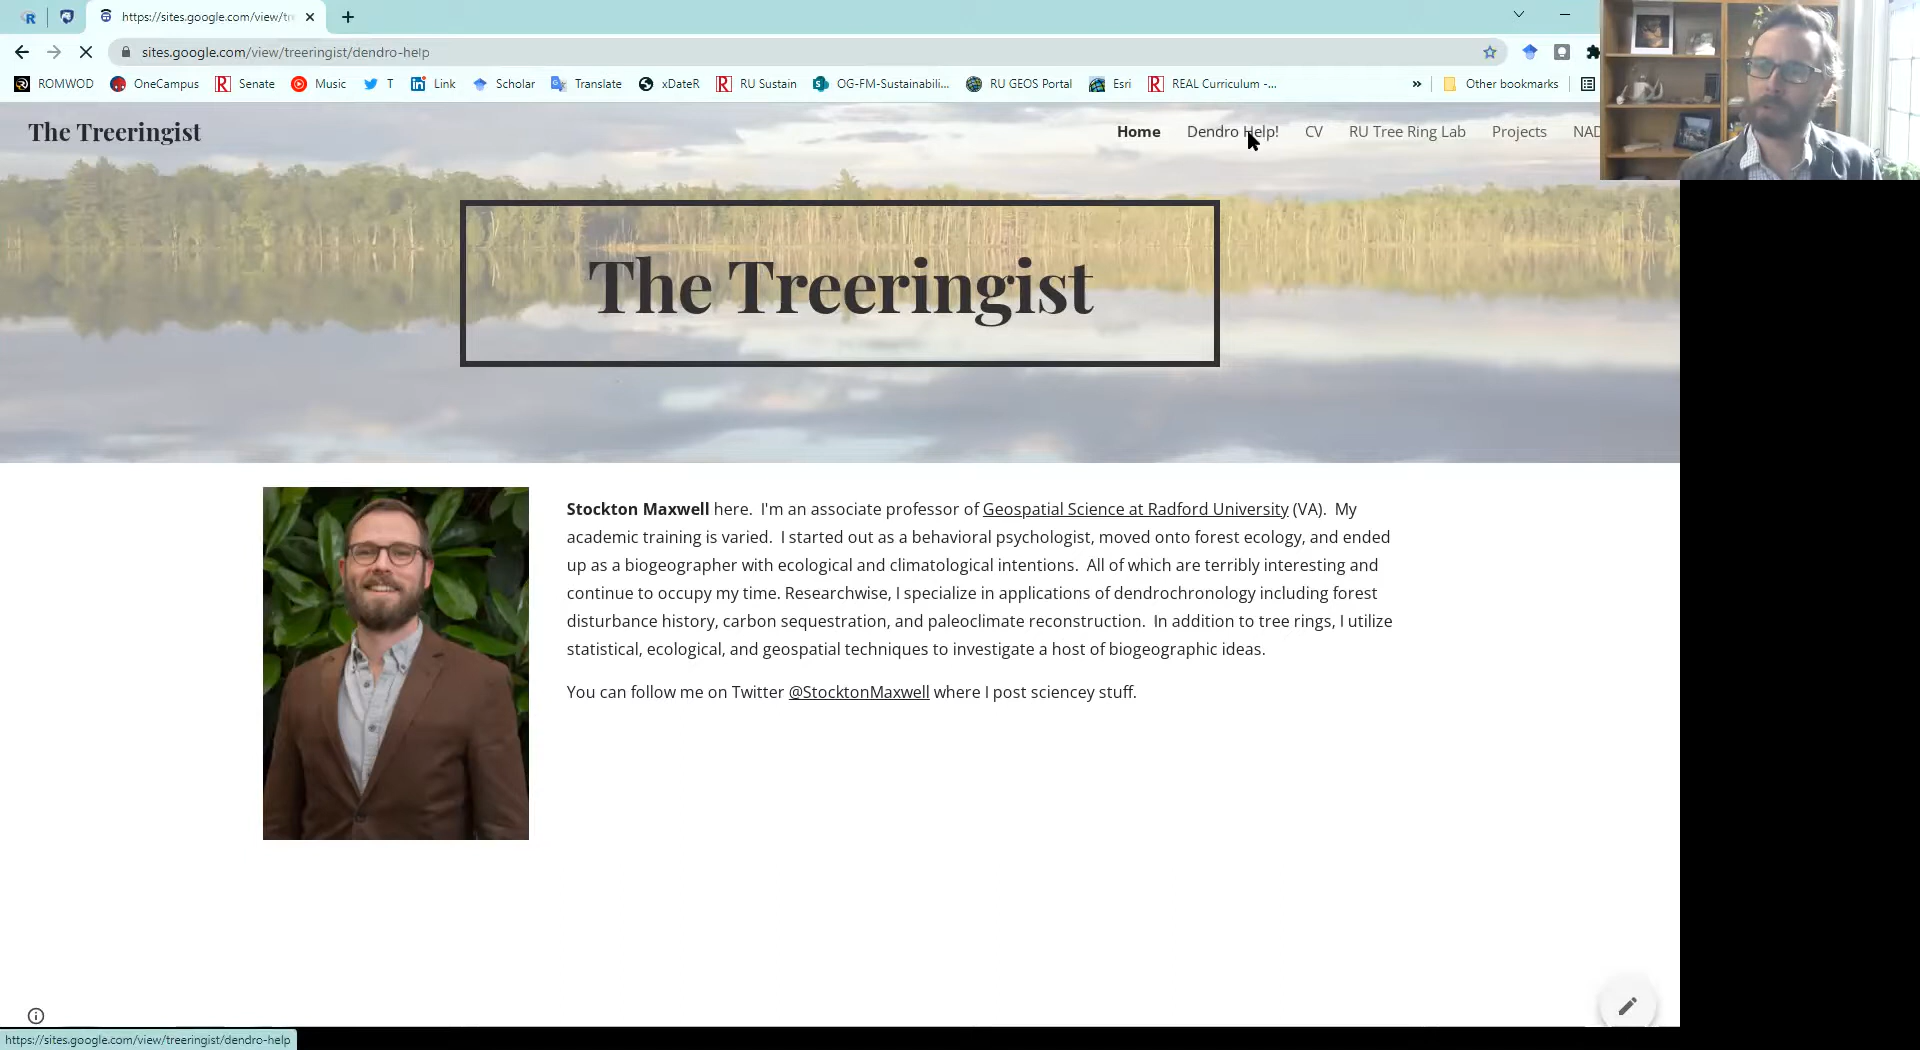 https://sites.google.com/view/tr
sites.google.com/view/treeringist/dendro-help
ROMWOD OneCampus Senate Music T Link Scholar Translate xDateR RU Sustain OG-FM-Sustainabili... RU GEOS Portal Esri REAL Curriculum -... » Other bookmarks
The Treeringist Home Dendro Help! CV RU Tree Ring Lab Projects NAD
The Treeringist
Stockton Maxwell here. I'm an associate professor of Geospatial Science at Radford University (VA). My
academic training is varied. I started out as a behavioral psychologist, moved onto forest ecology, and ended
up as a biogeographer with ecological and climatological intentions. All of which are terribly interesting and
continue to occupy my time. Researchwise, I specialize in applications of dendrochronology including forest
disturbance history, carbon sequestration, and paleoclimate reconstruction. In addition to tree rings, I utilize
statistical, ecological, and geospatial techniques to investigate a host of biogeographic ideas.
You can follow me on Twitter @StocktonMaxwell where I post sciencey stuff.
https://sites.google.com/view/treeringist/dendro-help